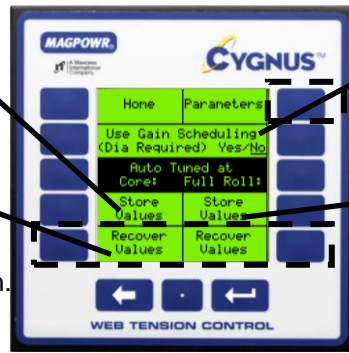 MAGPOWR®
A Maxcess
International
Company
CYGNUS™
Home Parameters
Use Gain Scheduling
(Dia Required) Yes/No
Auto Tuned at
Core: Full Roll:
Store Store
Values Values
Recover Recover
Values Values
n.
WEB TENSION CONTROL